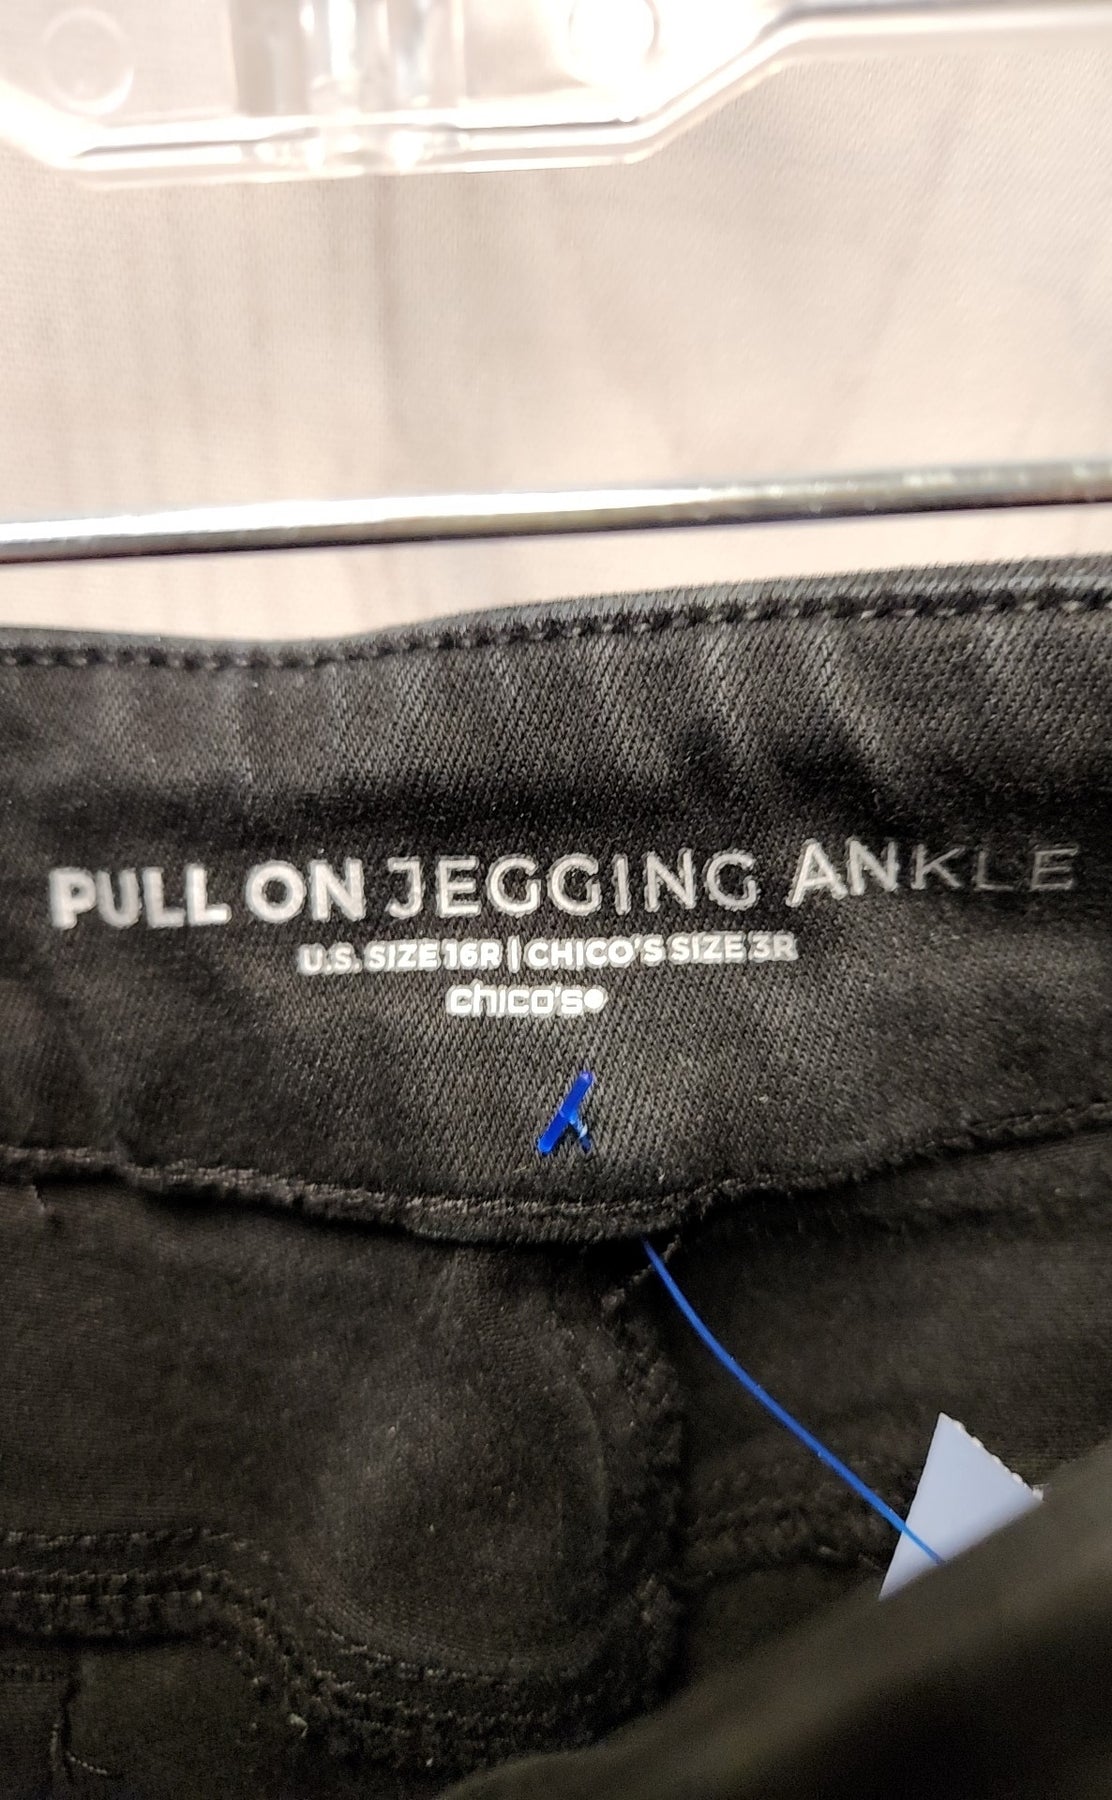 PULL ON JEGGING ANKLE
U.S. SIZE 16R | CHICO'S SIZE 3R
chico's